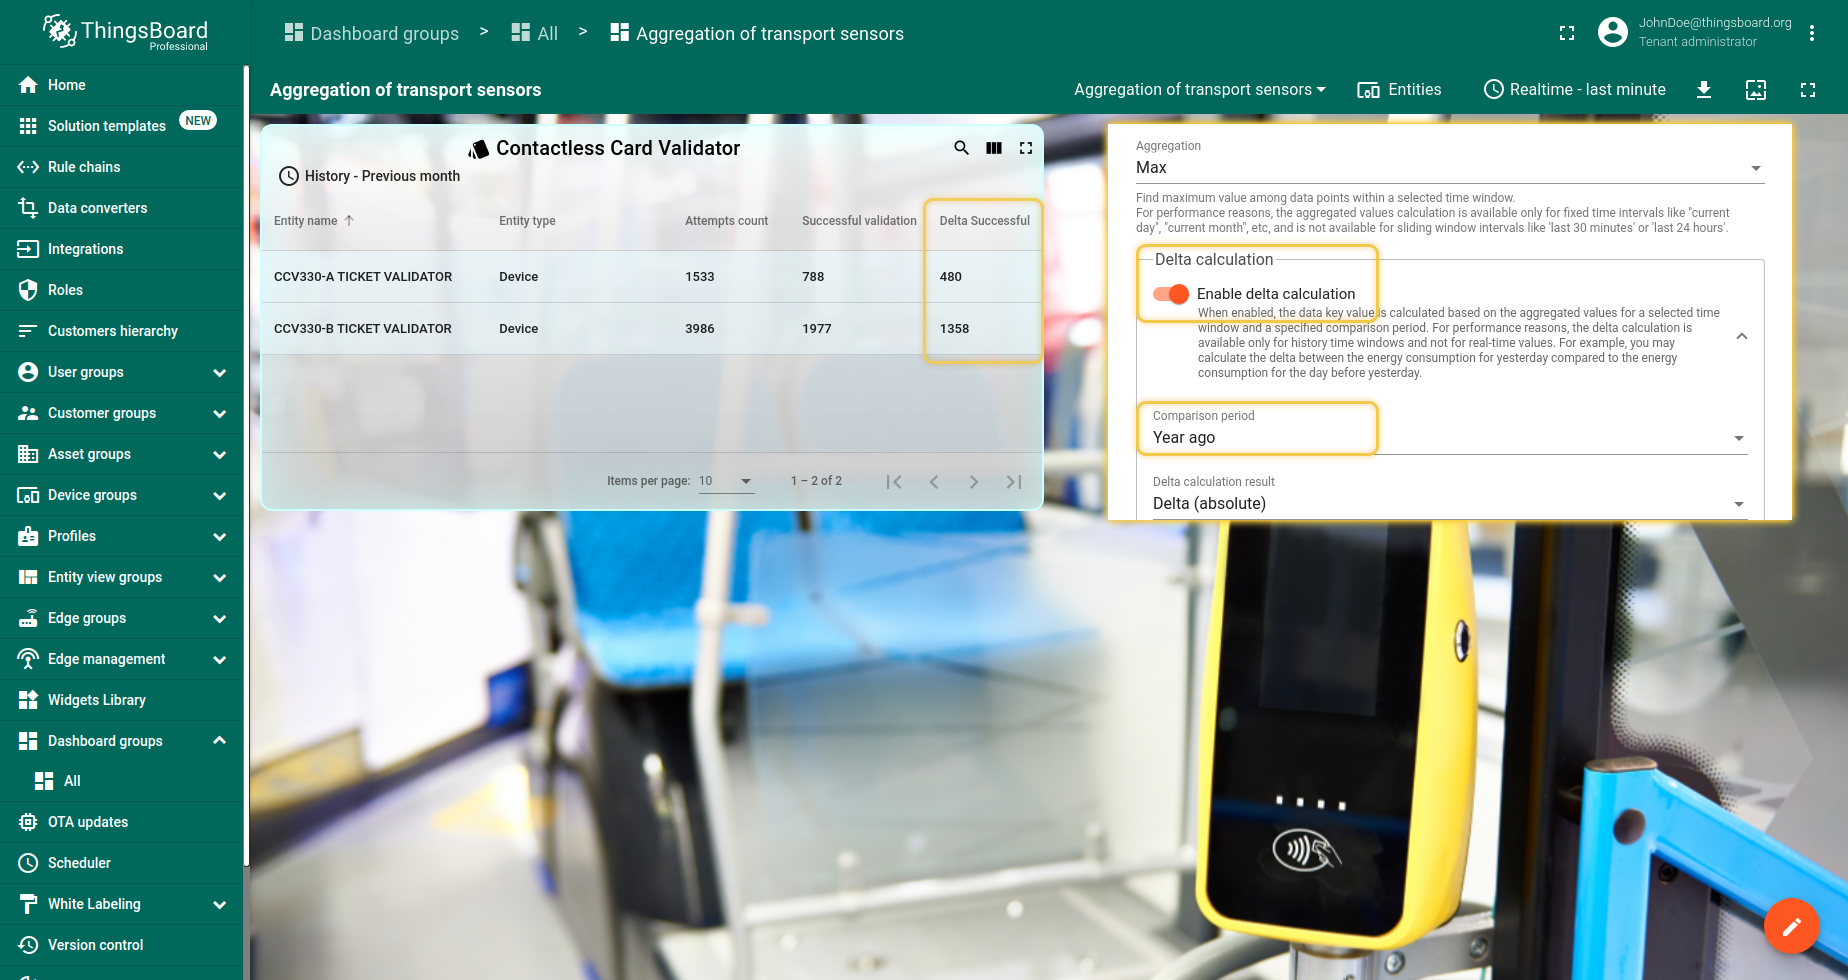 ThingsBoard
Professional
Dashboard groups > All > Aggregation of transport sensors
JohnDoe@thingsboard.org
Tenant administrator
Home
Solution templates NEW
Rule chains
Data converters
Integrations
Roles
Customers hierarchy
User groups
Customer groups
Asset groups
Device groups
Profiles
Entity view groups
Edge groups
Edge management
Widgets Library
Dashboard groups
All
OTA updates
Scheduler
White Labeling
Version control
Aggregation of transport sensors
Aggregation of transport sensors Entities Realtime - last minute
Contactless Card Validator
History - Previous month
Entity name Entity type Attempts count Successful validation Delta Successful
CCV330-A TICKET VALIDATOR Device 1533 788 480
CCV330-B TICKET VALIDATOR Device 3986 1977 1358
Items per page: 10 1 – 2 of 2
Aggregation
Max
Find maximum value among data points within a selected time window.
For performance reasons, the aggregated values calculation is available only for fixed time intervals like "current
day", "current month", etc, and is not available for sliding window intervals like 'last 30 minutes' or 'last 24 hours'.
Delta calculation
Enable delta calculation
When enabled, the data key value is calculated based on the aggregated values for a selected time
window and a specified comparison period. For performance reasons, the delta calculation is
available only for history time windows and not for real-time values. For example, you may
calculate the delta between the energy consumption for yesterday compared to the energy
consumption for the day before yesterday.
Comparison period
Year ago
Delta calculation result
Delta (absolute)